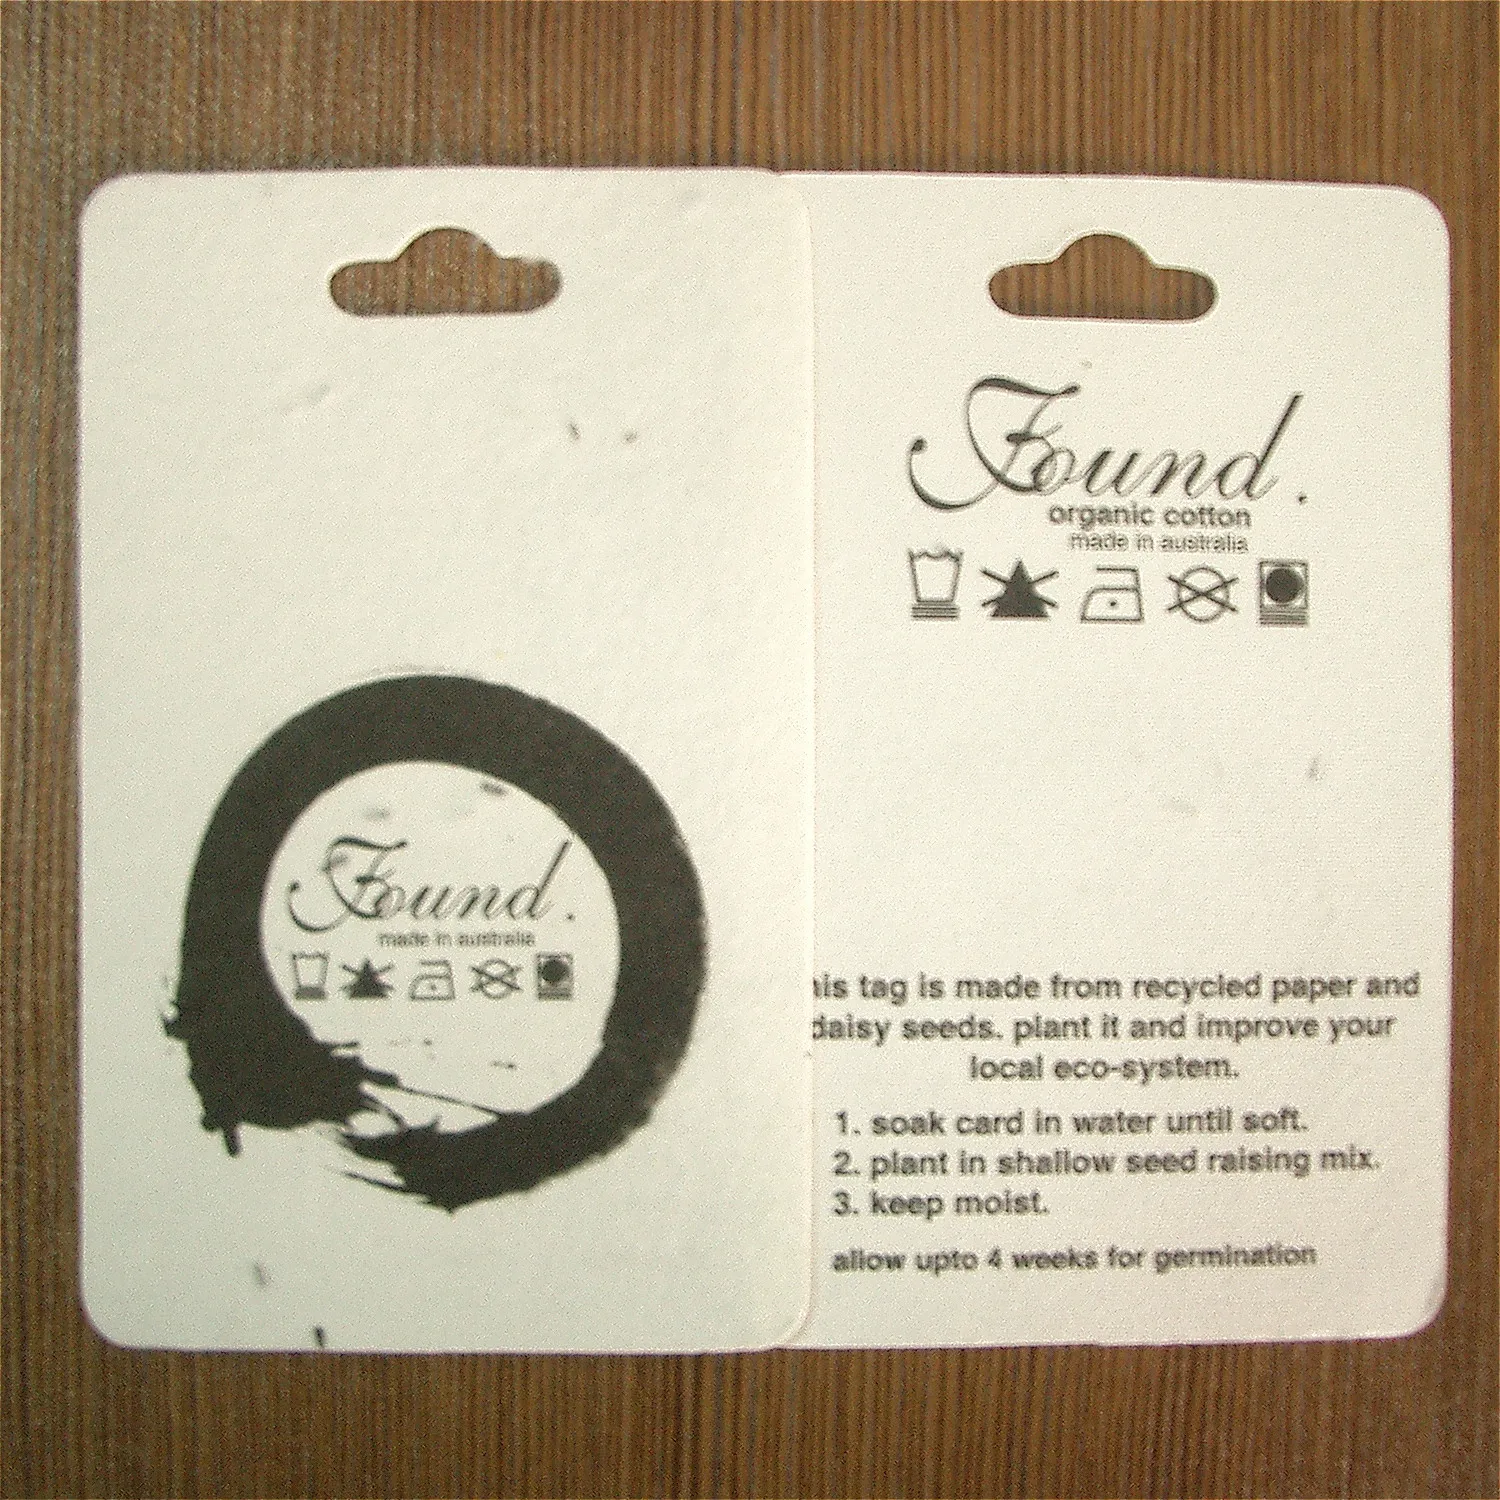 Found.
made in australia
Found.
organic cotton
made in australia
his tag is made from recycled paper and
daisy seeds. plant it and improve your
local eco-system.
1. soak card in water until soft.
2. plant in shallow seed raising mix.
3. keep moist.
allow upto 4 weeks for germination